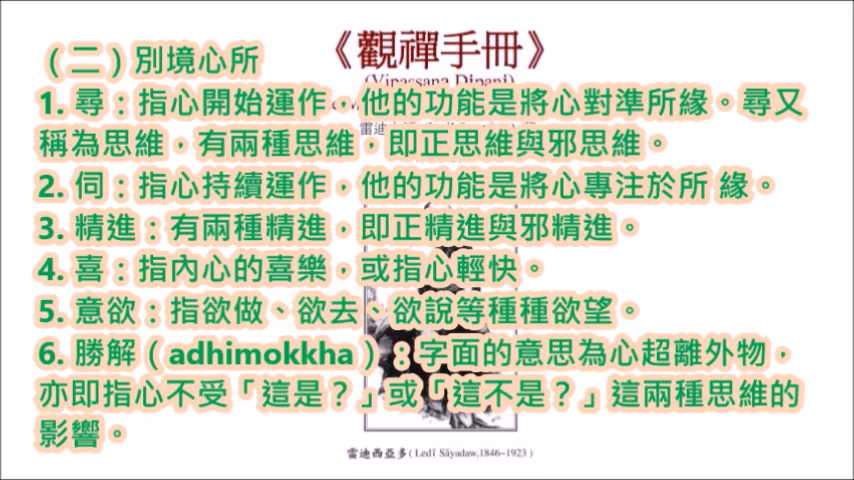 《觀禪手冊》
(Vipassana Dipani)
（二）別境心所
1. 尋：指心開始運作，他的功能是將心對準所緣。尋又
稱為思維，有兩種思維，即正思維與邪思維。
2. 伺：指心持續運作，他的功能是將心專注於所 緣。
3. 精進：有兩種精進，即正精進與邪精進。
4. 喜：指內心的喜樂，或指心輕快。
5. 意欲：指欲做、欲去、欲說等種種欲望。
6. 勝解（adhimokkha）：字面的意思為心超離外物，
亦即指心不受「這是？」或「這不是？」這兩種思維的
影響。
雷迪西亞多( Ledī Sāyadaw,1846–1923 )